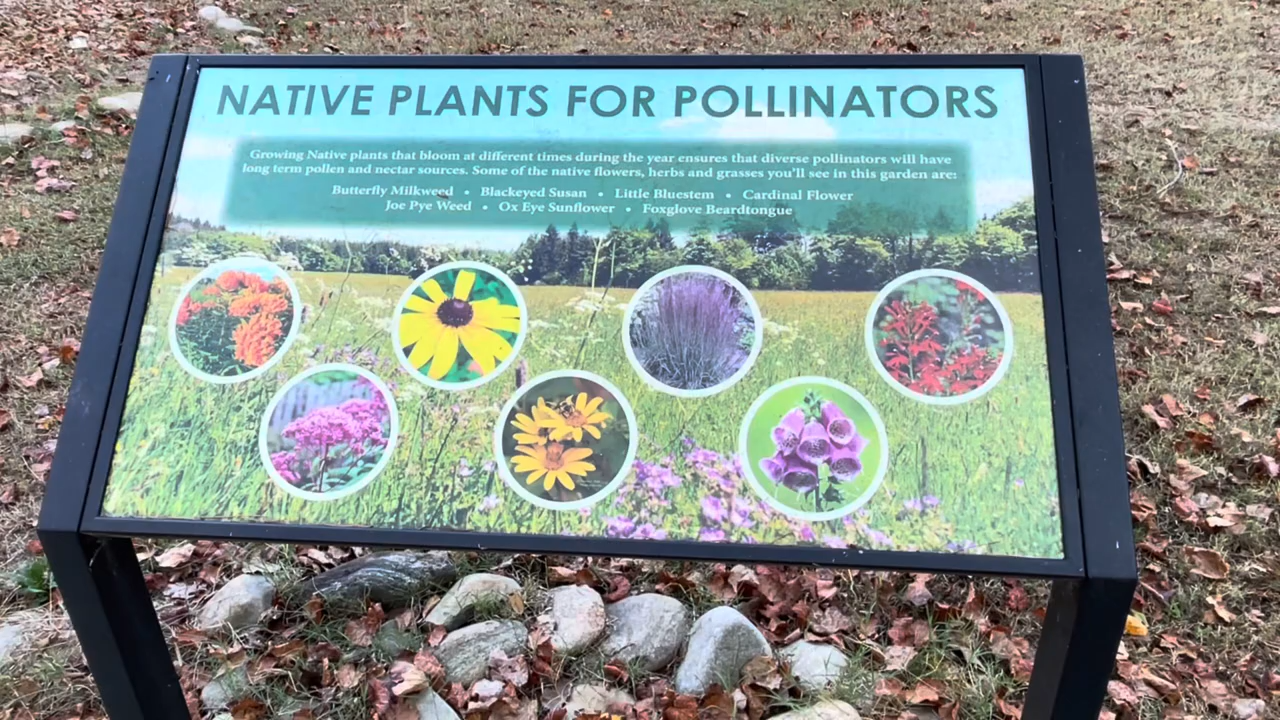 NATIVE PLANTS FOR POLLINATORS
Growing Native plants that bloom at different times during the year ensures that diverse pollinators will have
long term pollen and nectar sources. Some of the native flowers, herbs and grasses you'll see in this garden are:
Butterfly Milkweed • Blackeyed Susan • Little Bluestem • Cardinal Flower
Joe Pye Weed • Ox Eye Sunflower • Foxglove Beardtongue